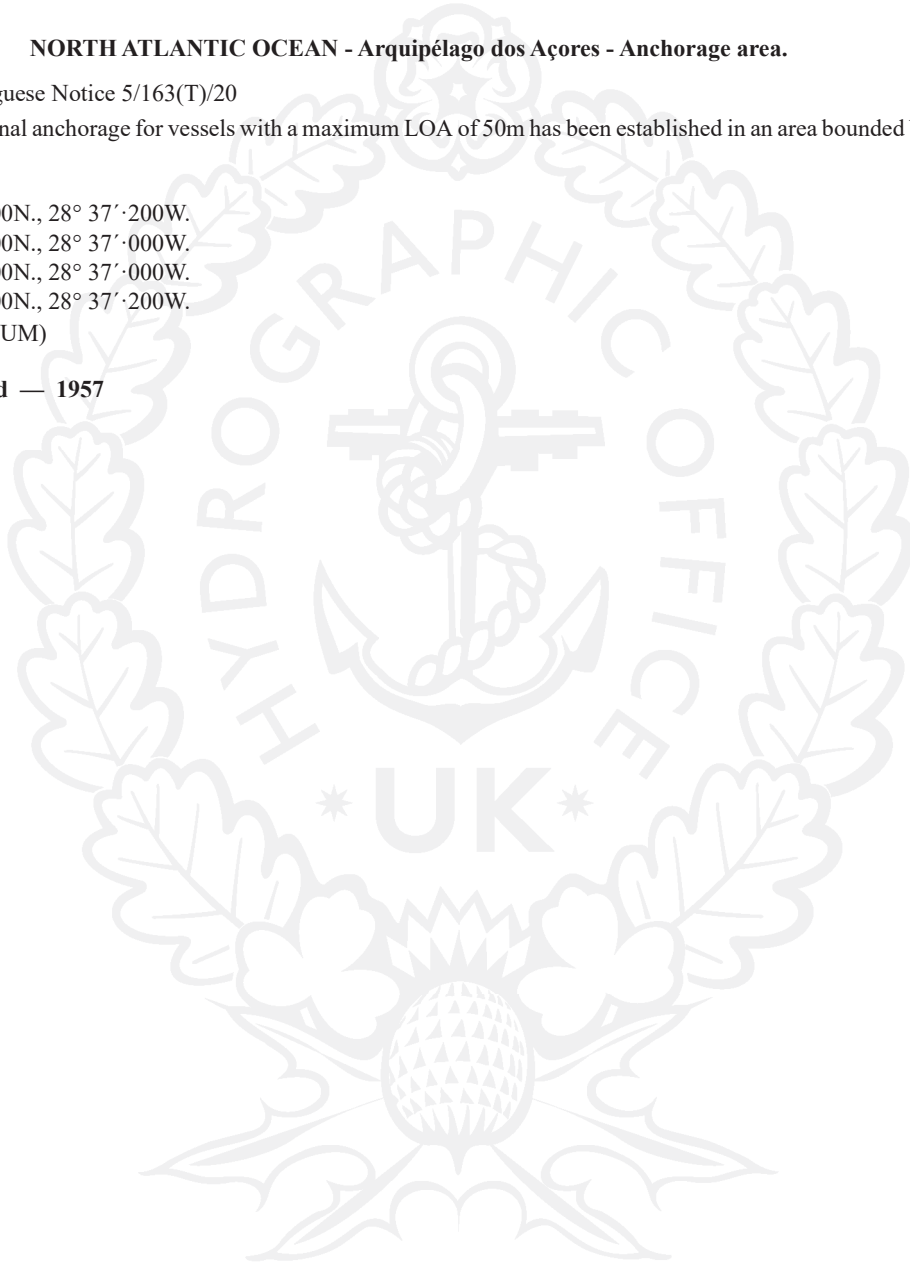 NORTH ATLANTIC OCEAN - Arquipélago dos Açores - Anchorage area.
guese Notice 5/163(T)/20
nal anchorage for vessels with a maximum LOA of 50m has been established in an area bounded
00N., 28° 37´·200W.
00N., 28° 37´·000W.
00N., 28° 37´·000W.
00N., 28° 37´·200W.
UM)
d — 1957
HYDROGRAPHIC OFFICE
* UK *